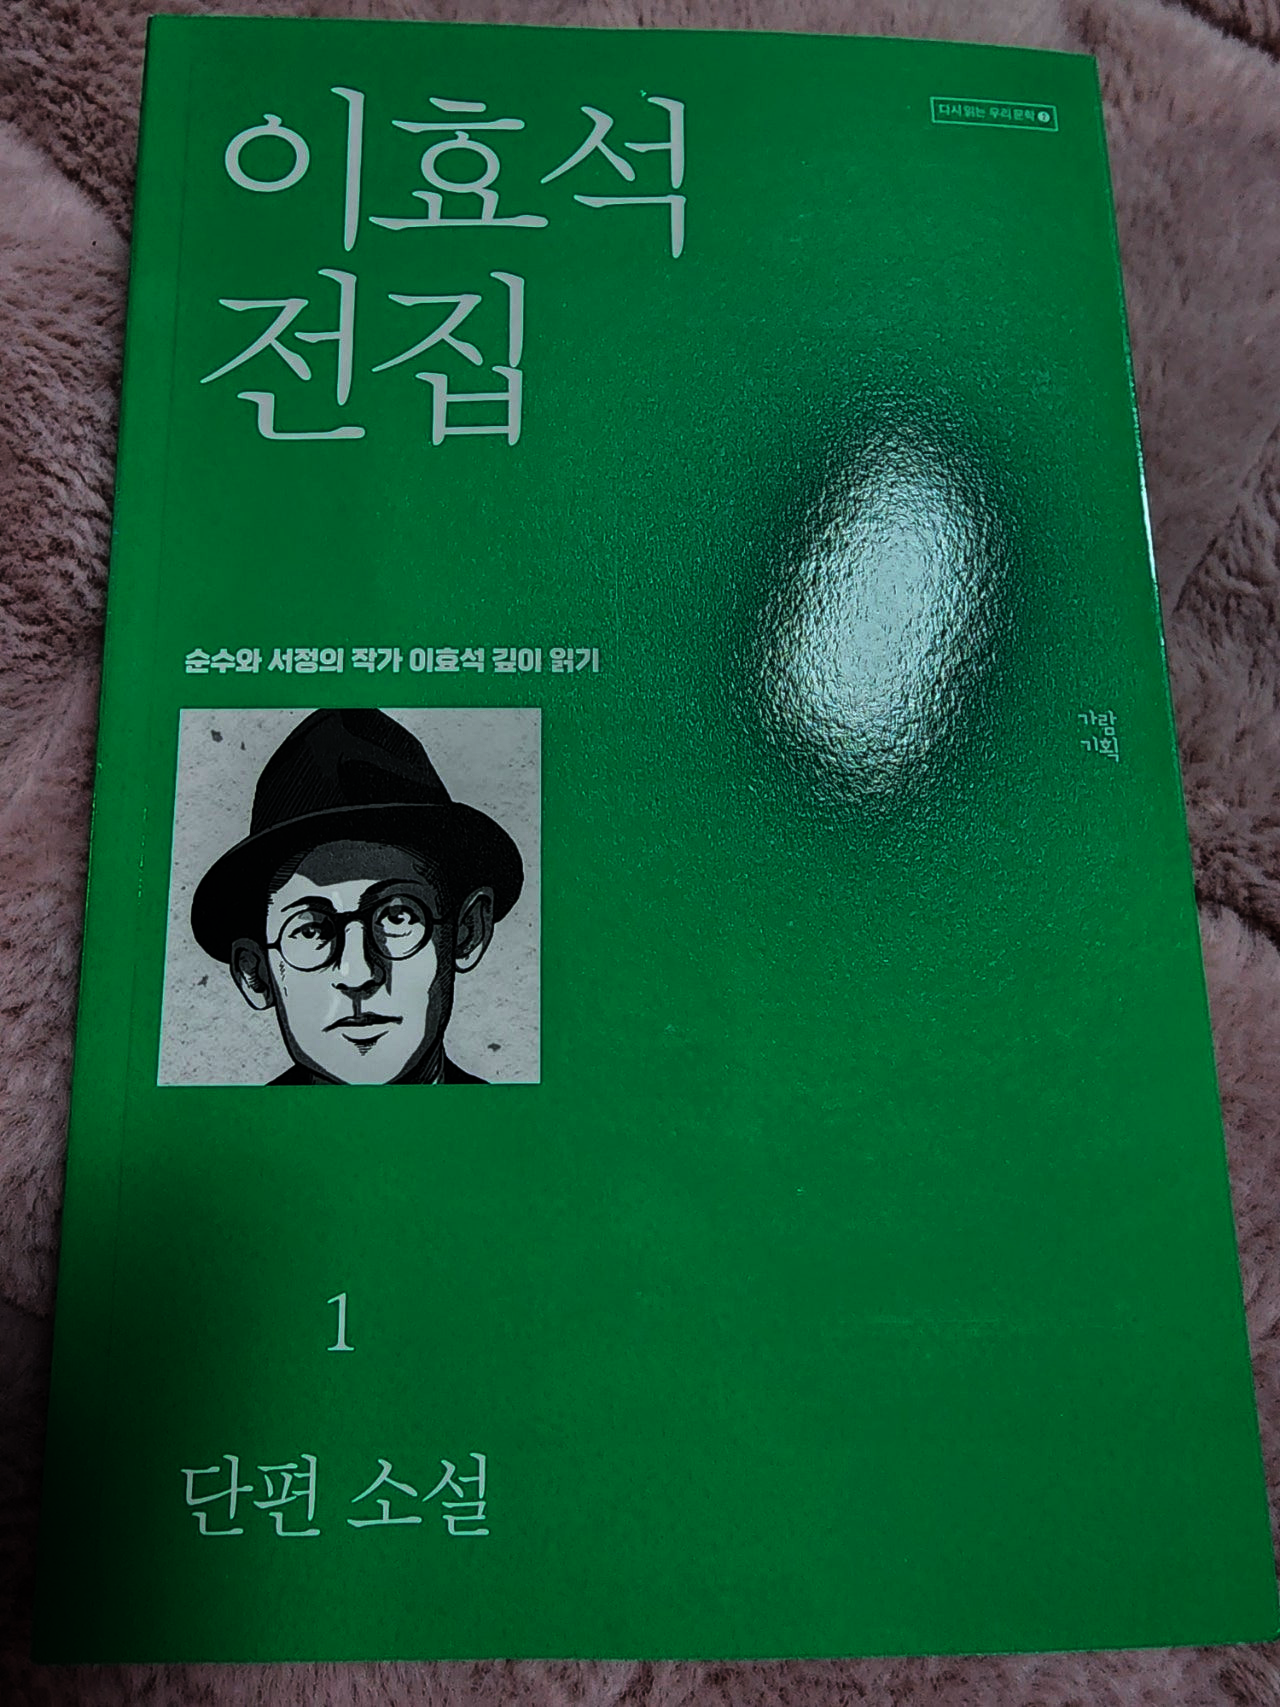 이효석
전집
다시 읽는 우리 문학
순수와 서정의 작가 이효석 깊이 읽기
가람
기획
1
단편 소설